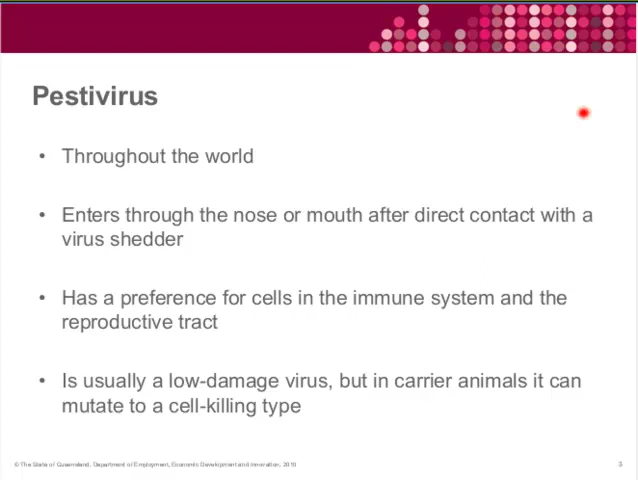 Pestivirus
• Throughout the world
• Enters through the nose or mouth after direct contact with a
virus shedder
• Has a preference for cells in the immune system and the
reproductive tract
• Is usually a low-damage virus, but in carrier animals it can
mutate to a cell-killing type
© The State of Queensland, Department of Employment, Economic Development and Innovation, 2010
3